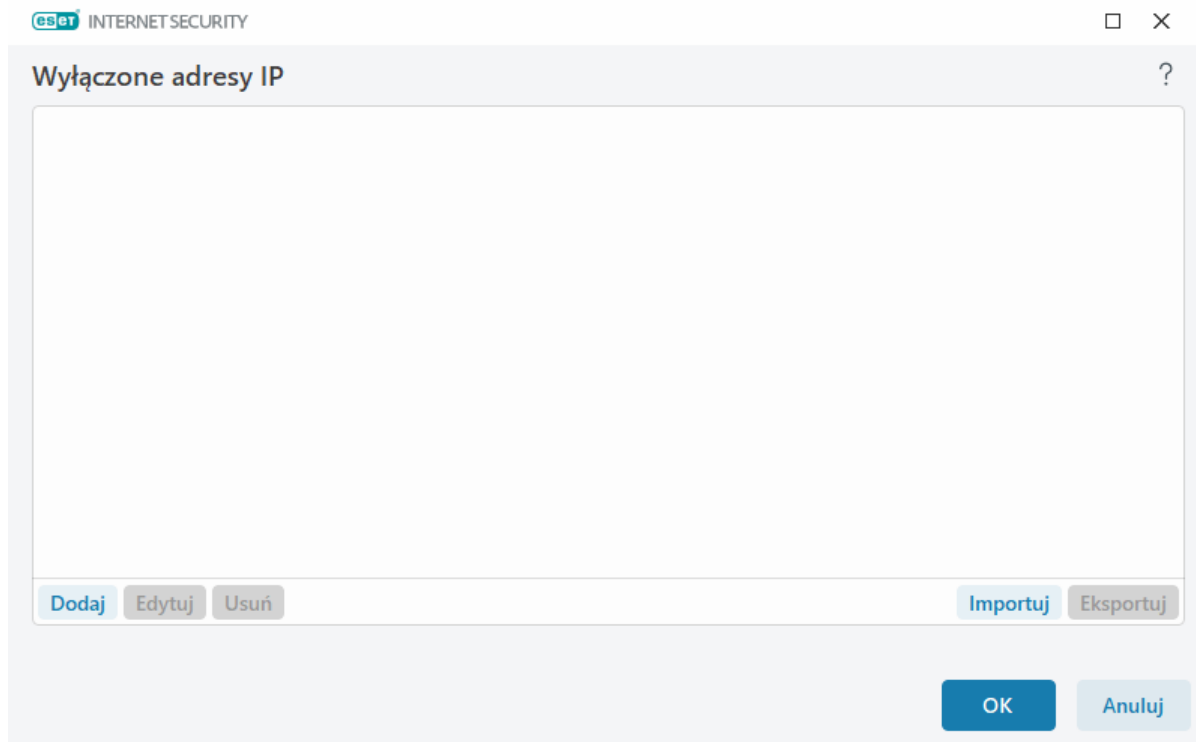 eset INTERNET SECURITY
Wyłączone adresy IP
?
Dodaj Edytuj Usuń Importuj Eksportuj
OK Anuluj